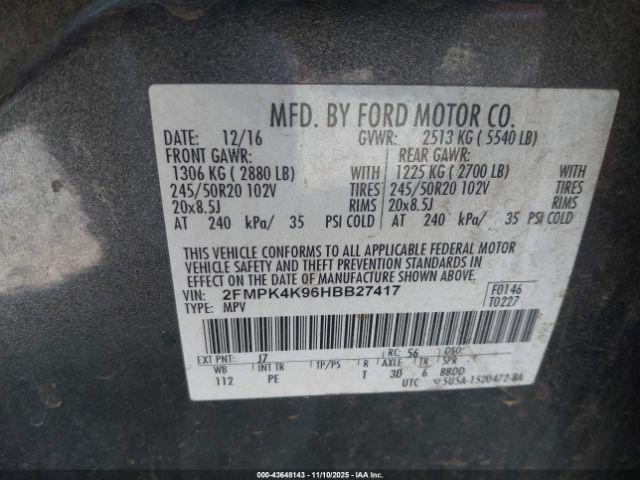 MFD. BY FORD MOTOR CO.
DATE: 12/16 GVWR: 2513 KG ( 5540 LB)
FRONT GAWR: REAR GAWR:
1306 KG ( 2880 LB) WITH 1225 KG ( 2700 LB) WITH
245/50R20 102V TIRES 245/50R20 102V TIRES
20x8.5J RIMS 20x8.5J RIMS
AT 240 kPa/ 35 PSI COLD AT 240 kPa/ 35 PSI COLD
THIS VEHICLE CONFORMS TO ALL APPLICABLE FEDERAL MOTOR
VEHICLE SAFETY AND THEFT PREVENTION STANDARDS IN
EFFECT ON THE DATE OF MANUFACTURE SHOWN ABOVE.
VIN: 2FMPK4K96HBB27417 F0146
TYPE: MPV T0227
EXT PNT: J7 RC: 56 DSO:
WB INT TR TP/PS R AXLE TR SPR
112 PE T 3D 6 BBDD
UTC ▽5U5A-1520472-BA
000-43648143 - 11/10/2025 - IAA Inc.